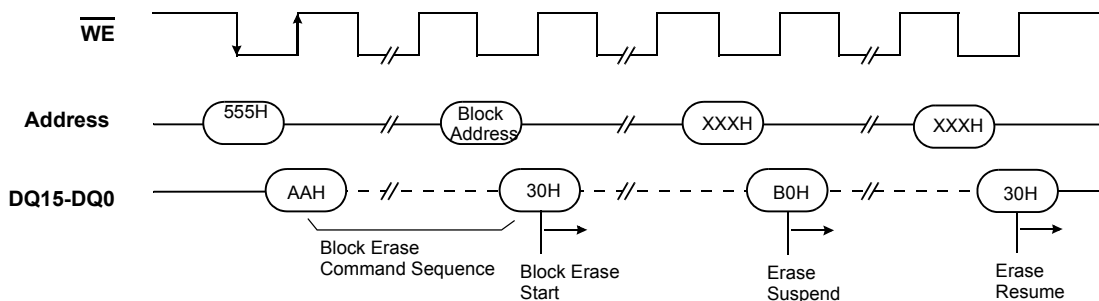 WE
Address
555H
Block
Address
XXXH
XXXH
DQ15-DQ0
AAH
30H
B0H
30H
Block Erase
Command Sequence
Block Erase
Start
Erase
Suspend
Erase
Resume